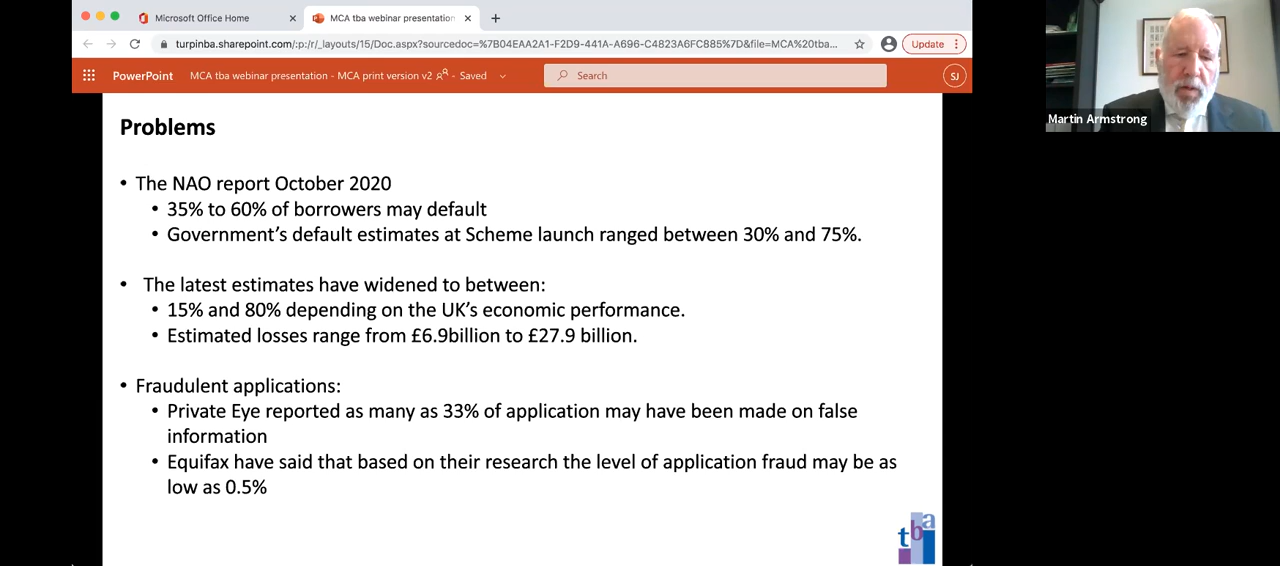 Microsoft Office Home
MCA tba webinar presentation
turpinba.sharepoint.com/:p:/r/_layouts/15/Doc.aspx?sourcedoc=%7B04EAA2A1-F2D9-441A-A696-C4823A6FC885%7D&file=MCA%20tba...
Update
PowerPoint
MCA tba webinar presentation - MCA print version v2 - Saved
Search
SJ
Martin Armstrong
Problems
• The NAO report October 2020
• 35% to 60% of borrowers may default
• Government's default estimates at Scheme launch ranged between 30% and 75%.
• The latest estimates have widened to between:
• 15% and 80% depending on the UK's economic performance.
• Estimated losses range from £6.9billion to £27.9 billion.
• Fraudulent applications:
• Private Eye reported as many as 33% of application may have been made on false
information
• Equifax have said that based on their research the level of application fraud may be as
low as 0.5%
tba